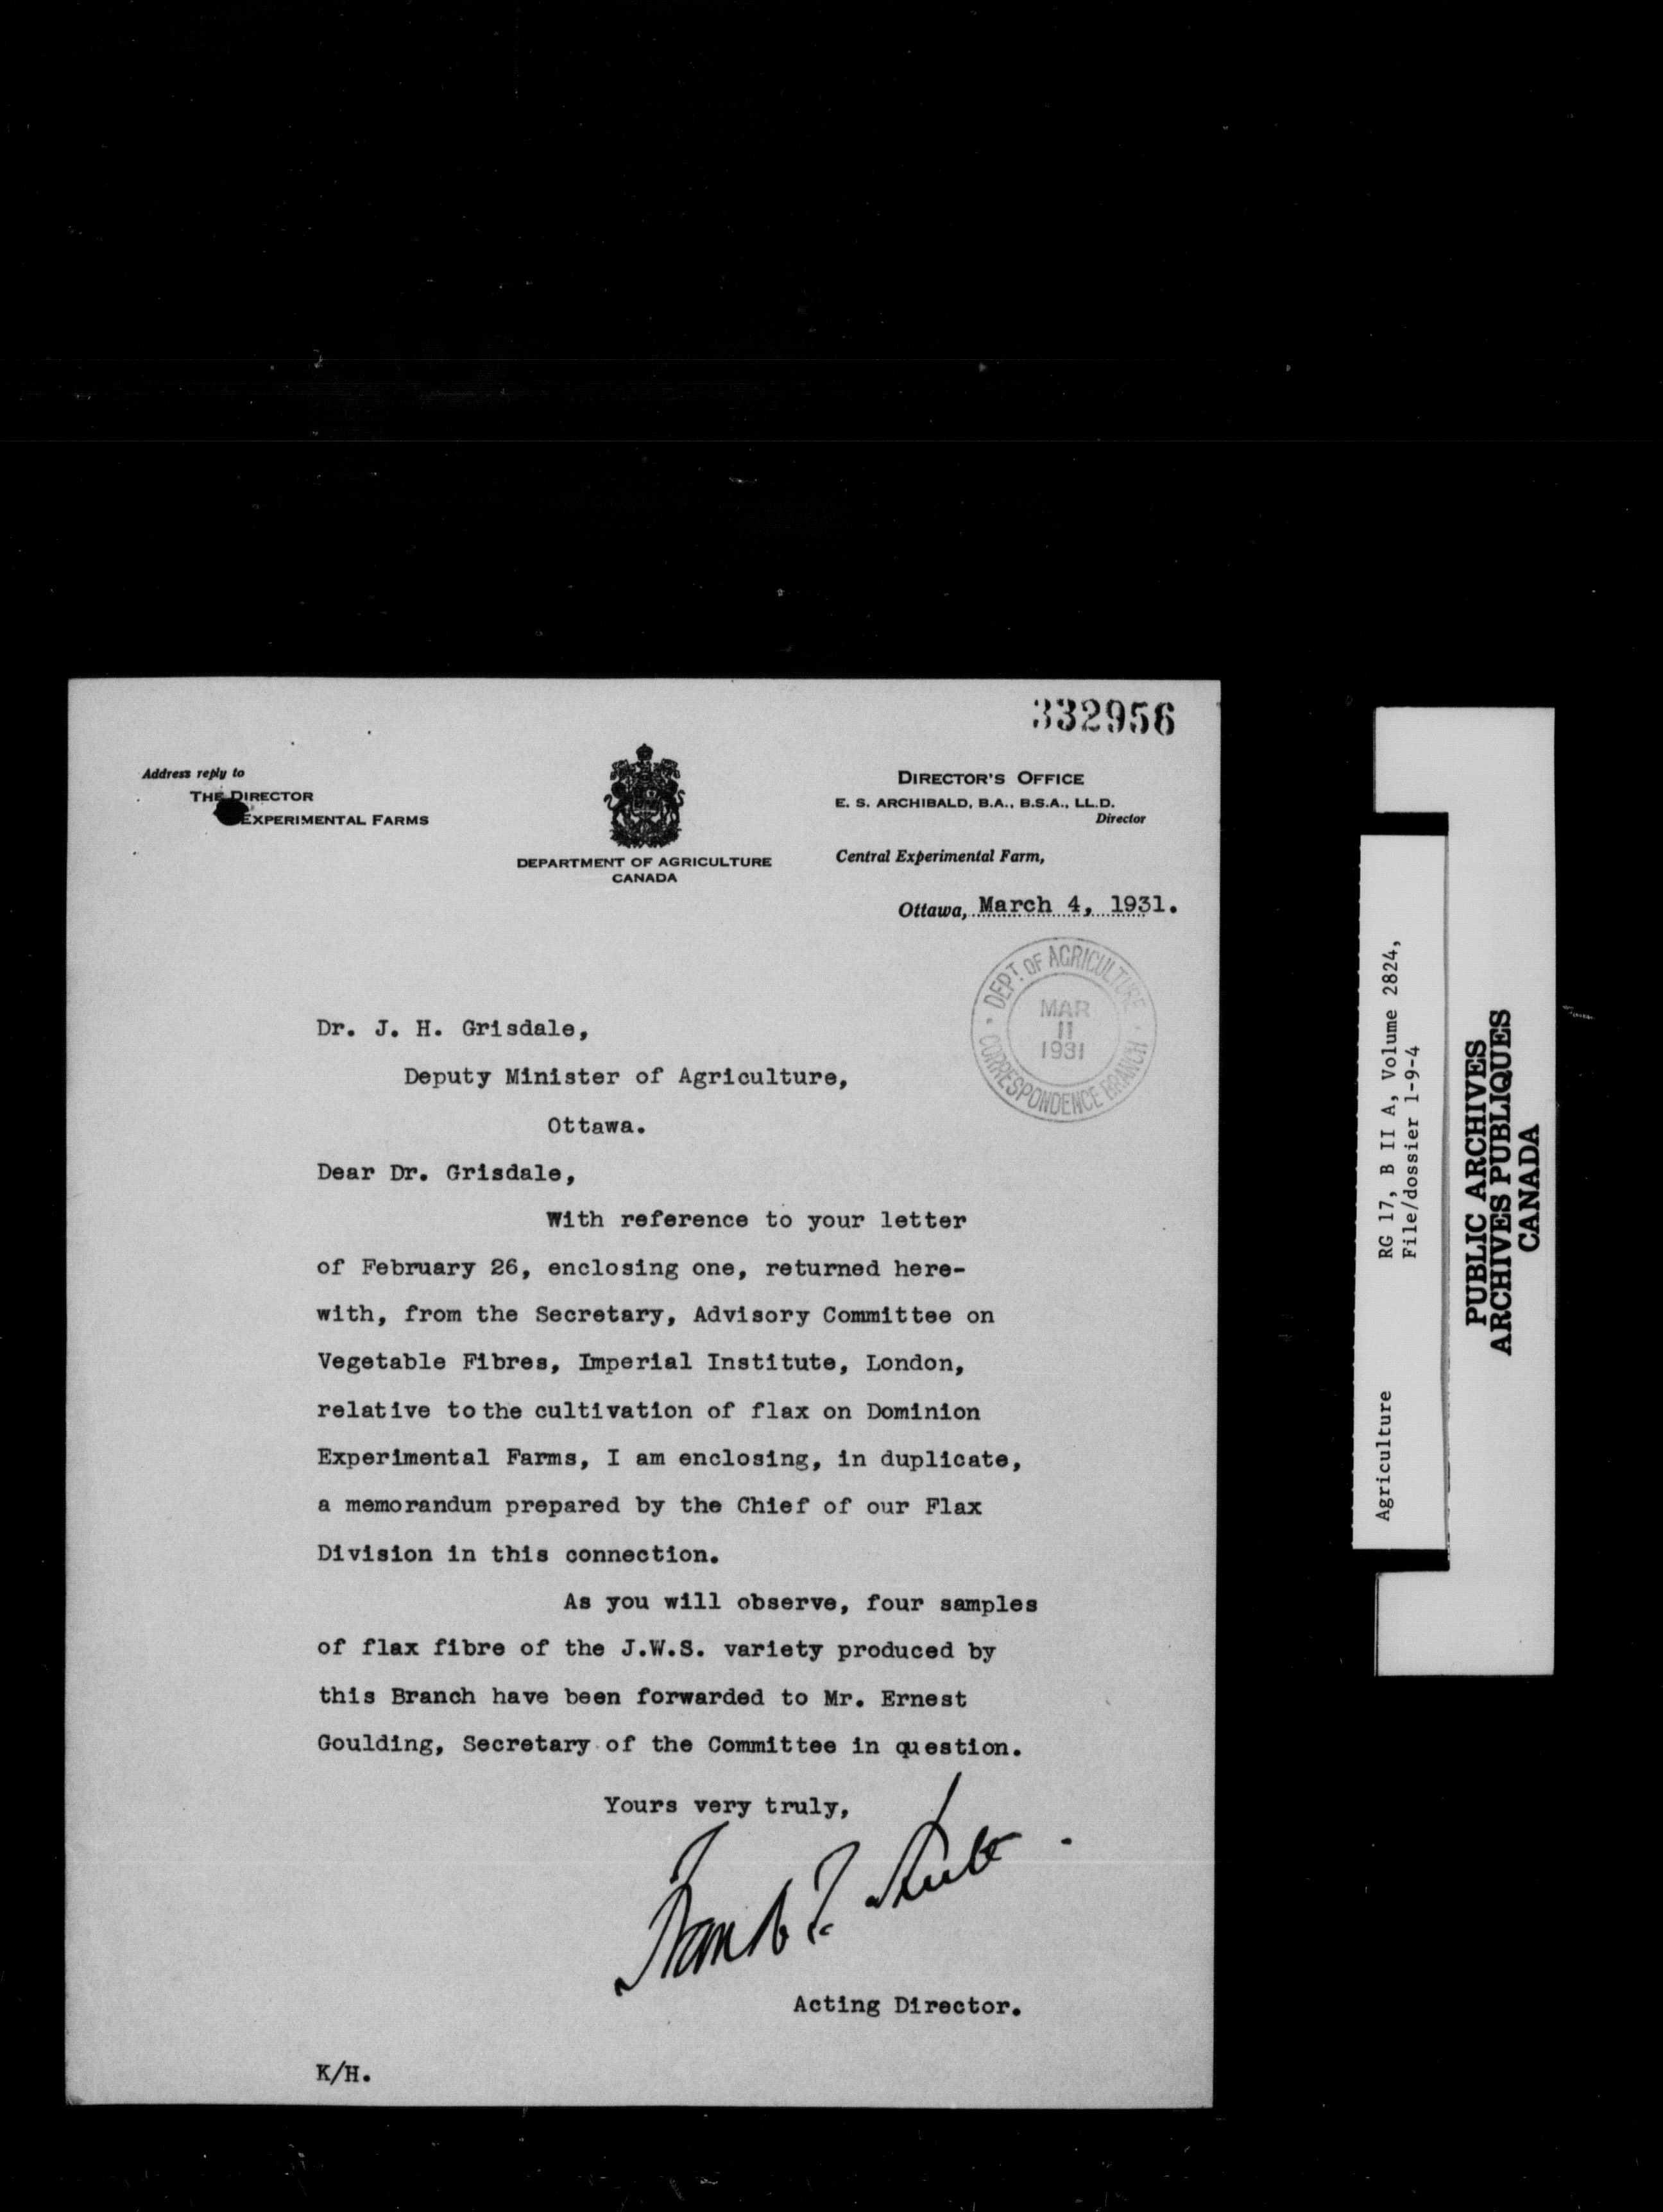 332956
Address reply to
THE DIRECTOR
EXPERIMENTAL FARMS
DEPARTMENT OF AGRICULTURE
CANADA
DIRECTOR'S OFFICE
E. S. ARCHIBALD, B.A., B.S.A., LL.D.
Director
Central Experimental Farm,
Ottawa, March 4, 1931.
DEPT. OF AGRICULTURE
MAR
11
1931
CORRESPONDENCE BRANCH
Dr. J. H. Grisdale,
Deputy Minister of Agriculture,
Ottawa.
Dear Dr. Grisdale,
With reference to your letter
of February 26, enclosing one, returned here-
with, from the Secretary, Advisory Committee on
Vegetable Fibres, Imperial Institute, London,
relative to the cultivation of flax on Dominion
Experimental Farms, I am enclosing, in duplicate,
a memorandum prepared by the Chief of our Flax
Division in this connection.
As you will observe, four samples
of flax fibre of the J.W.S. variety produced by
this Branch have been forwarded to Mr. Ernest
Goulding, Secretary of the Committee in question.
Yours very truly,
Frank T. Shutt
Acting Director.
K/H.
Agriculture RG 17, B II A, Volume 2824,
File/dossier 1-9-4
PUBLIC ARCHIVES
ARCHIVES PUBLIQUES
CANADA